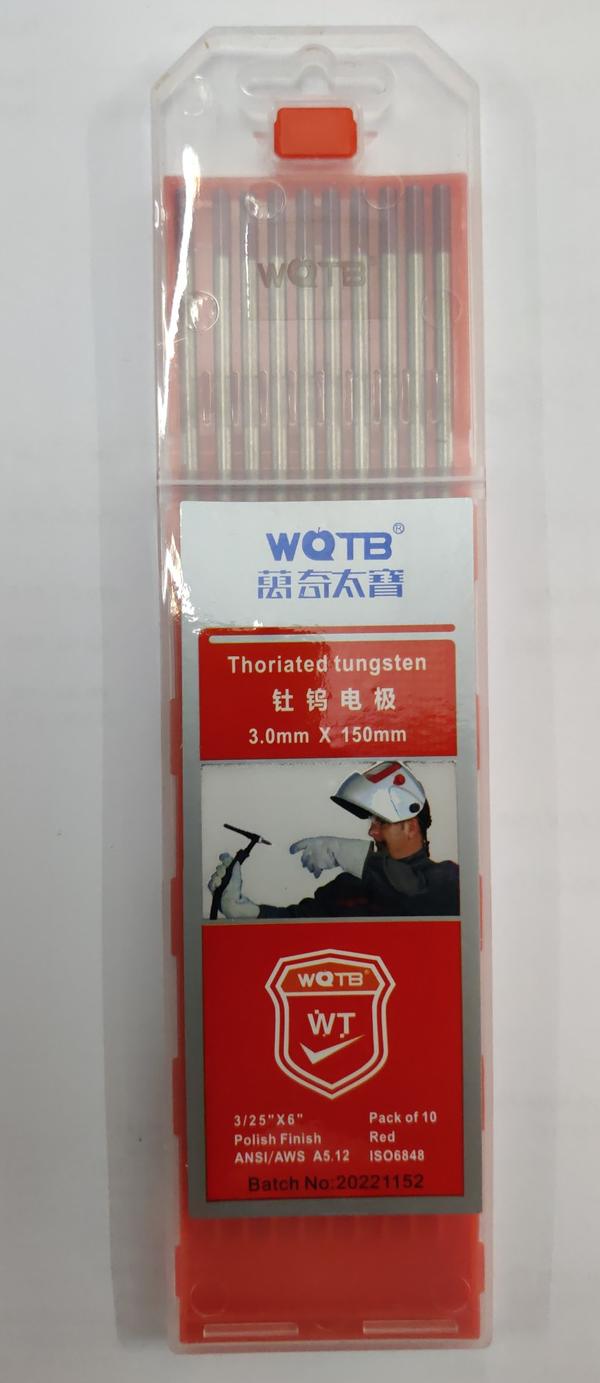 WQTB
WQTB®
萬奇太寶
Thoriated tungsten
钍钨电极
3.0mm X 150mm
WQTB®
WT
3/25"X6" Pack of 10
Polish Finish Red
ANSI/AWS A5.12 ISO6848
Batch No:20221152